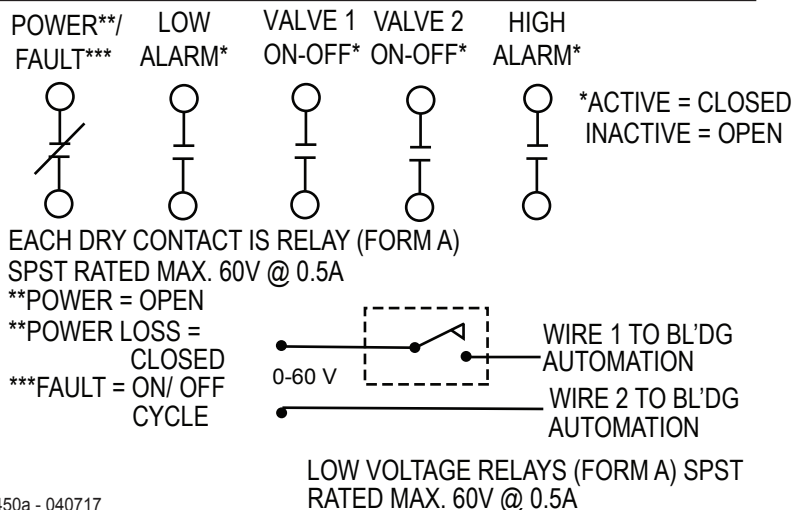 POWER**/ LOW VALVE 1 VALVE 2 HIGH
FAULT*** ALARM* ON-OFF* ON-OFF* ALARM*
*ACTIVE = CLOSED
INACTIVE = OPEN
EACH DRY CONTACT IS RELAY (FORM A)
SPST RATED MAX. 60V @ 0.5A
**POWER = OPEN
**POWER LOSS =
CLOSED
***FAULT = ON/ OFF
CYCLE
0-60 V
WIRE 1 TO BL'DG
AUTOMATION
WIRE 2 TO BL'DG
AUTOMATION
LOW VOLTAGE RELAYS (FORM A) SPST
RATED MAX. 60V @ 0.5A
450a - 040717